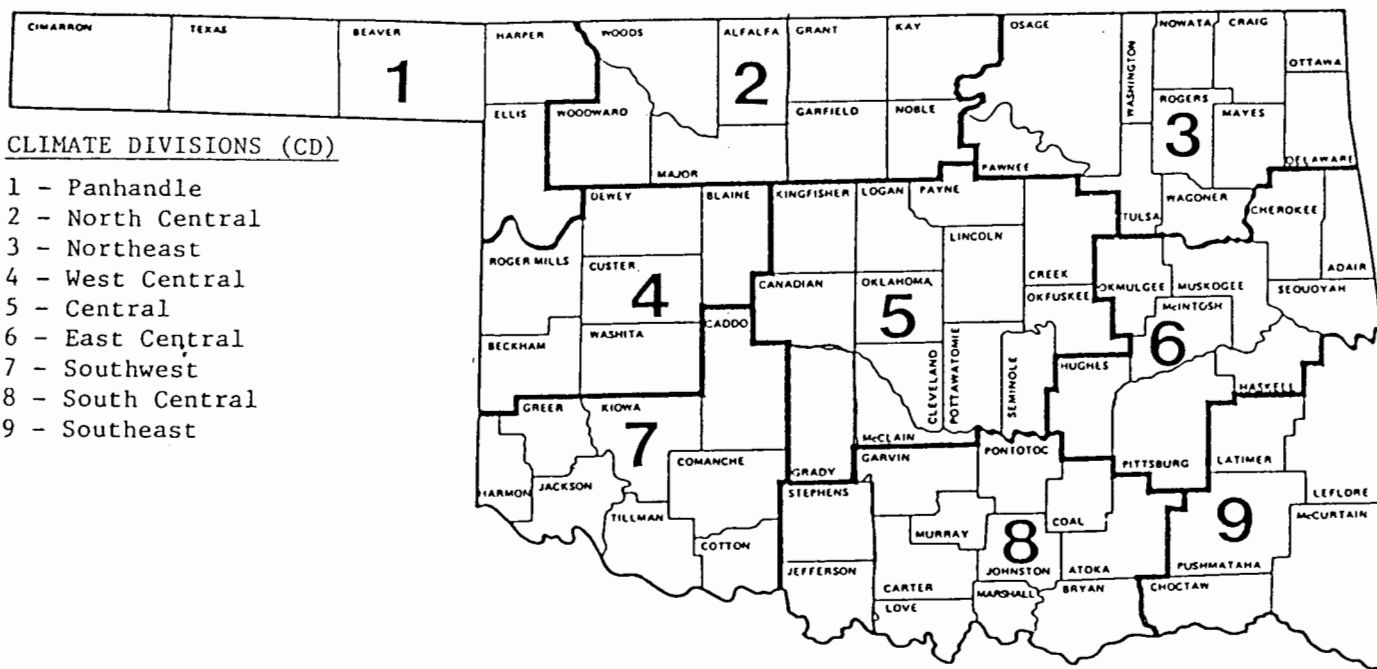 CIMARRON TEXAS BEAVER HARPER WOODS ALFALFA GRANT KAY OSAGE WASHINGTON NOWATA CRAIG OTTAWA
1 2 3
ELLIS WOODWARD MAJOR GARFIELD NOBLE PAWNEE ROGERS MAYES DELAWARE
CLIMATE DIVISIONS (CD)
1 - Panhandle
2 - North Central
3 - Northeast
4 - West Central
5 - Central
6 - East Central
7 - Southwest
8 - South Central
9 - Southeast
DEWEY BLAINE KINGFISHER LOGAN PAYNE TULSA WAGONER CHEROKEE
LINCOLN
ROGER MILLS CUSTER CANADIAN OKLAHOMA CREEK OKMULGEE MUSKOGEE SEQUOYAH ADAIR
4 5 6
OKFUSKEE McINTOSH
BECKHAM WASHITA CADDO CLEVELAND POTTAWATOMIE SEMINOLE HUGHES HASKELL
GREER KIOWA McCLAIN
7
HARMON JACKSON COMANCHE GRADY GARVIN PONTOTOC PITTSBURG LATIMER
STEPHENS LEFLORE
TILLMAN COTTON MURRAY COAL McCURTAIN
8 9
JEFFERSON CARTER JOHNSTON ATOKA PUSHMATAHA
LOVE MARSHALL BRYAN CHOCTAW